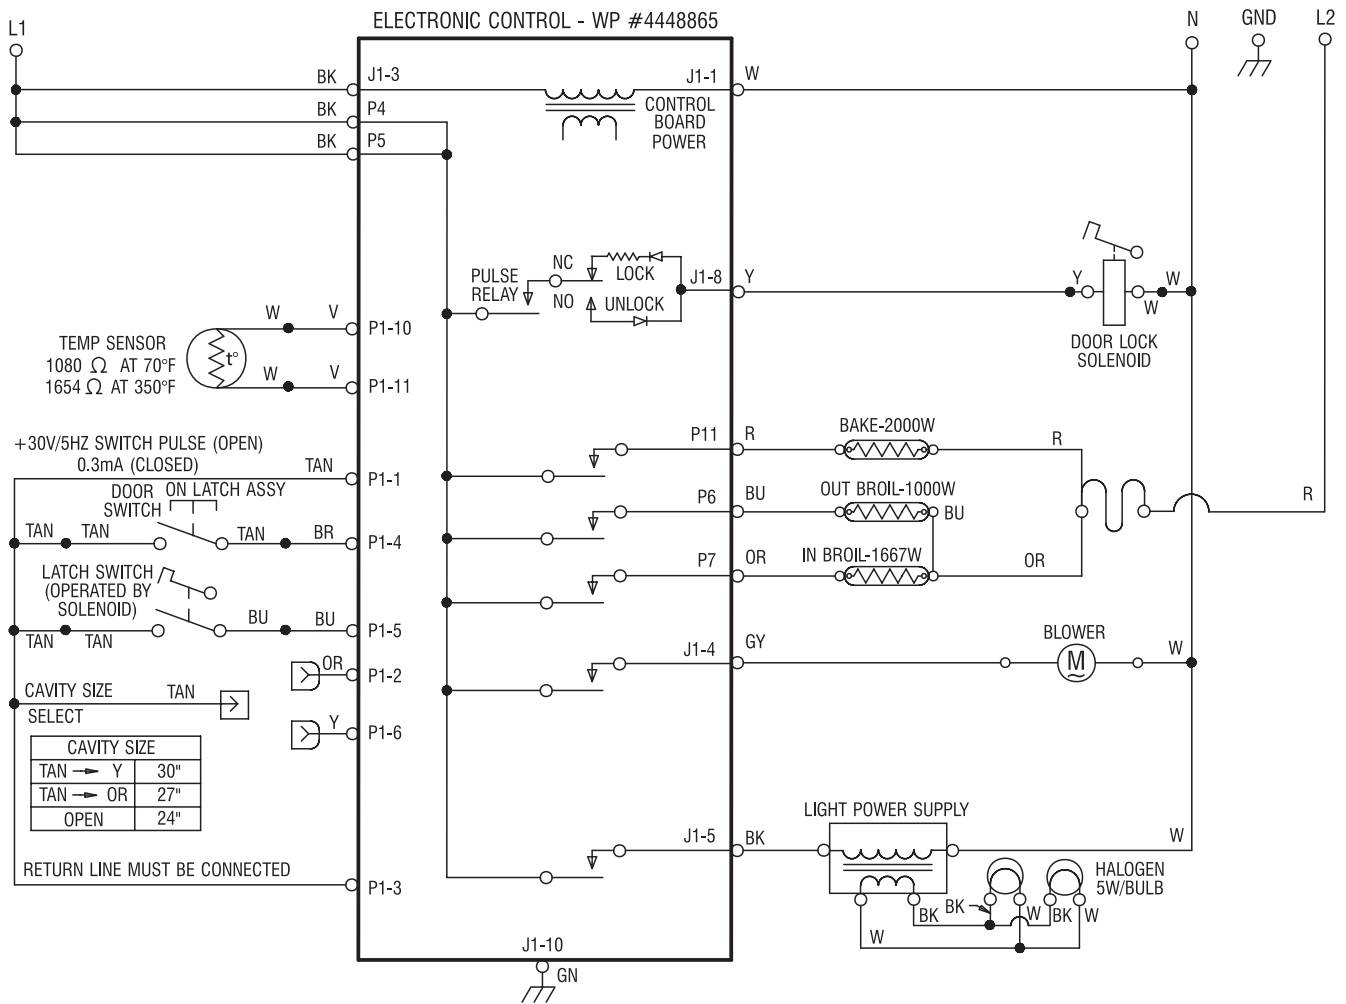 ELECTRONIC CONTROL - WP #4448865
L1
N
GND
L2
BK
J1-3
J1-1
W
BK
P4
CONTROL
BOARD
POWER
BK
P5
PULSE
RELAY
NC
NO
LOCK
UNLOCK
J1-8
Y
Y
W
W
DOOR LOCK
SOLENOID
TEMP SENSOR
1080 Ω AT 70°F
1654 Ω AT 350°F
t°
W
V
P1-10
W
V
P1-11
+30V/5HZ SWITCH PULSE (OPEN)
0.3mA (CLOSED)
TAN
P1-1
P11
R
BAKE-2000W
R
DOOR
SWITCH
ON LATCH ASSY
TAN
TAN
TAN
BR
P1-4
P6
BU
OUT BROIL-1000W
BU
R
P7
OR
IN BROIL-1667W
OR
LATCH SWITCH
(OPERATED BY
SOLENOID)
TAN
TAN
BU
BU
P1-5
J1-4
GY
BLOWER
M
W
OR
P1-2
CAVITY SIZE
SELECT
TAN
Y
P1-6
CAVITY SIZE
TAN → Y 30"
TAN → OR 27"
OPEN 24"
LIGHT POWER SUPPLY
J1-5
BK
W
RETURN LINE MUST BE CONNECTED
P1-3
HALOGEN
5W/BULB
BK
BK
W
BK
W
W
J1-10
GN